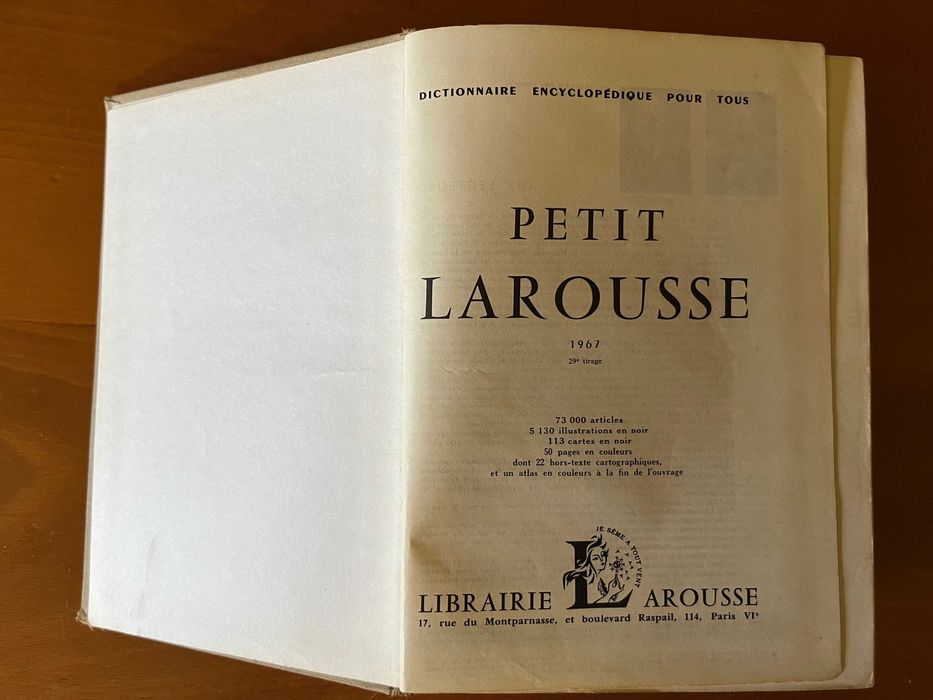 DICTIONNAIRE ENCYCLOPÉDIQUE POUR TOUS
PETIT
LAROUSSE
1967
29e tirage
73 000 articles
5 130 illustrations en noir
113 cartes en noir
50 pages en couleurs
dont 22 hors-texte cartographiques,
et un atlas en couleurs à la fin de l'ouvrage
JE SÈME A TOUT VENT
LIBRAIRIE LAROUSSE
17, rue du Montparnasse, et boulevard Raspail, 114, Paris VIe